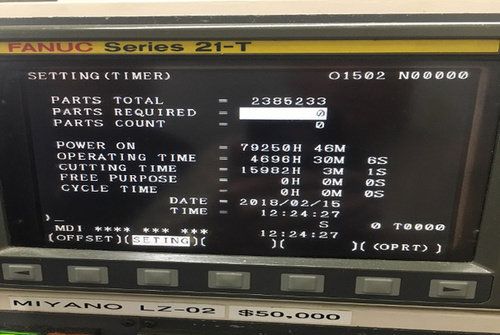 FANUC Series 21-T
SETTING(TIMER) O1502 N00000
PARTS TOTAL = 2385233
PARTS REQUIRED = 0
PARTS COUNT = 0
POWER ON = 79250H 46M
OPERATING TIME = 4696H 30M 6S
CUTTING TIME = 15982H 3M 1S
FREE PURPOSE = 0H 0M 0S
CYCLE TIME = 0H 0M 0S
DATE = 2018/02/15
TIME = 12:24:27
)_ S 0 T0000
MDI **** *** *** 12:24:27
[OFFSET][SETING][ ][ ][(OPRT)]
MIYANO LZ-02 $50,000